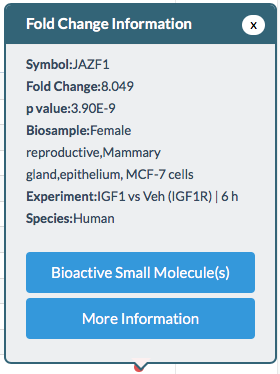 Fold Change Information
x
Symbol:JAZF1
Fold Change:8.049
p value:3.90E-9
Biosample:Female
reproductive,Mammary
gland,epithelium, MCF-7 cells
Experiment:IGF1 vs Veh (IGF1R) | 6 h
Species:Human
Bioactive Small Molecule(s)
More Information